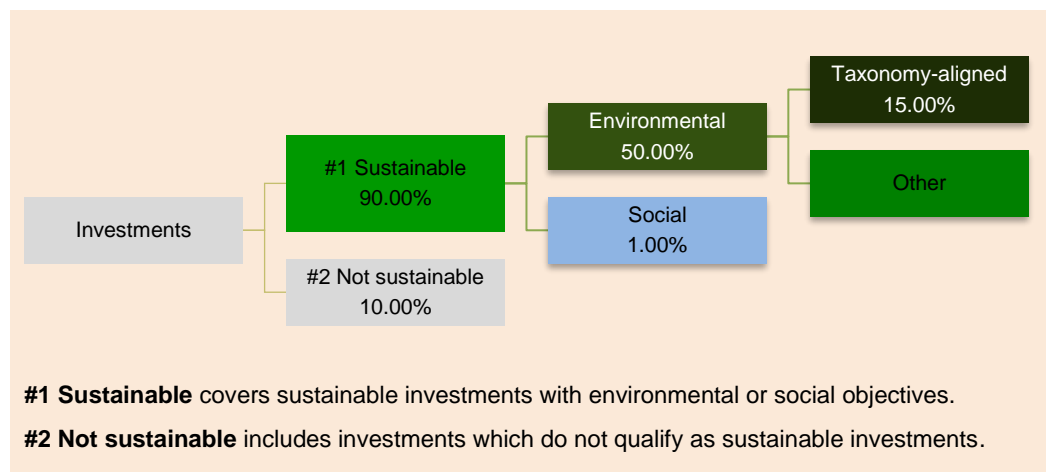 Investments
#1 Sustainable
90.00%
#2 Not sustainable
10.00%
Environmental
50.00%
Social
1.00%
Taxonomy-aligned
15.00%
Other
#1 Sustainable covers sustainable investments with environmental or social objectives.
#2 Not sustainable includes investments which do not qualify as sustainable investments.